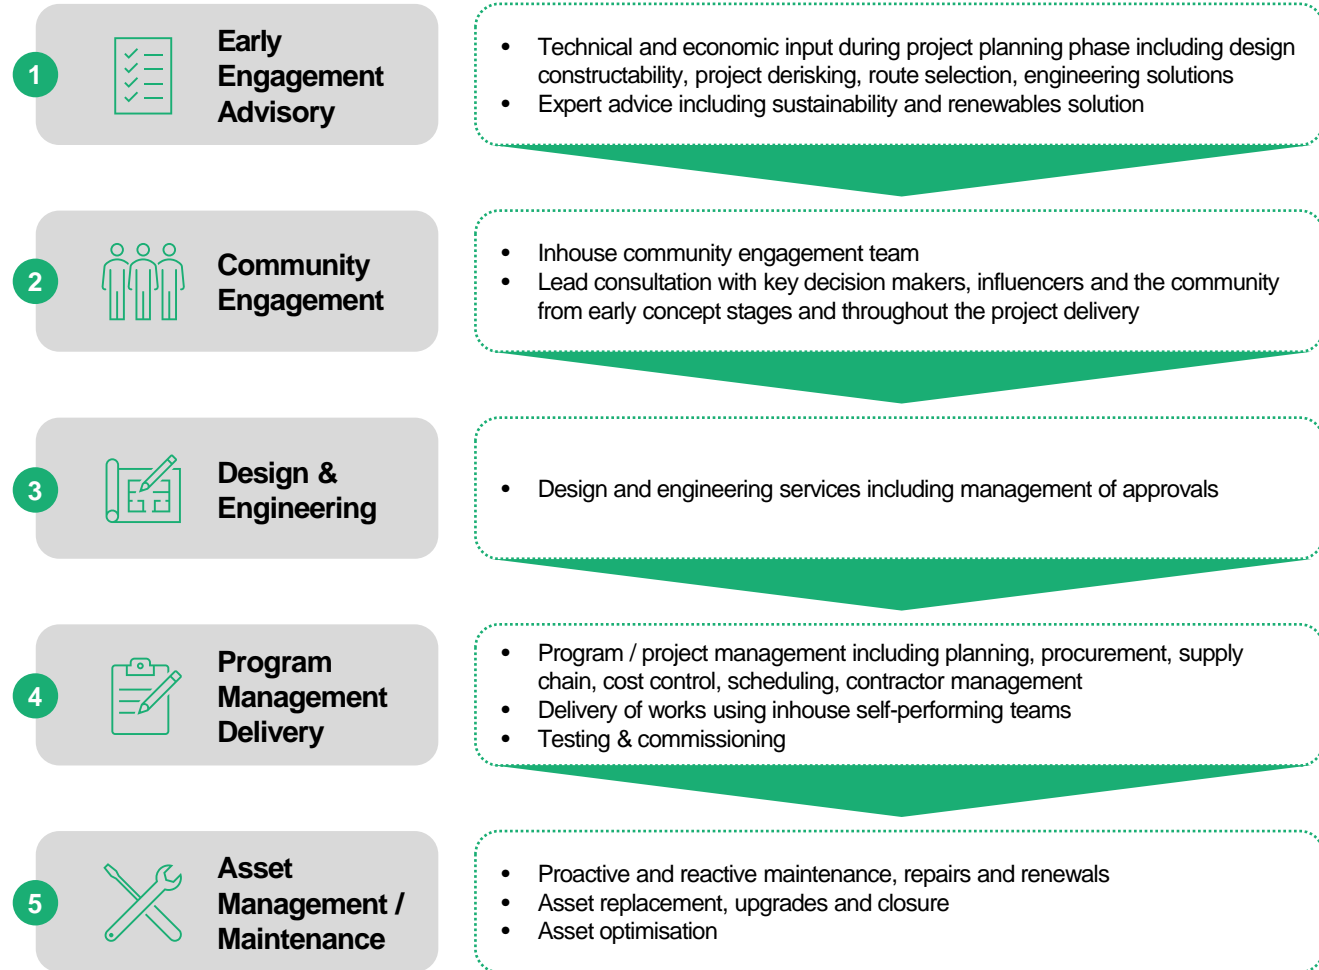 1
Early
Engagement
Advisory
• Technical and economic input during project planning phase including design
constructability, project derisking, route selection, engineering solutions
• Expert advice including sustainability and renewables solution
2
Community
Engagement
• Inhouse community engagement team
• Lead consultation with key decision makers, influencers and the community
from early concept stages and throughout the project delivery
3
Design &
Engineering
• Design and engineering services including management of approvals
4
Program
Management
Delivery
• Program / project management including planning, procurement, supply
chain, cost control, scheduling, contractor management
• Delivery of works using inhouse self-performing teams
• Testing & commissioning
5
Asset
Management /
Maintenance
• Proactive and reactive maintenance, repairs and renewals
• Asset replacement, upgrades and closure
• Asset optimisation